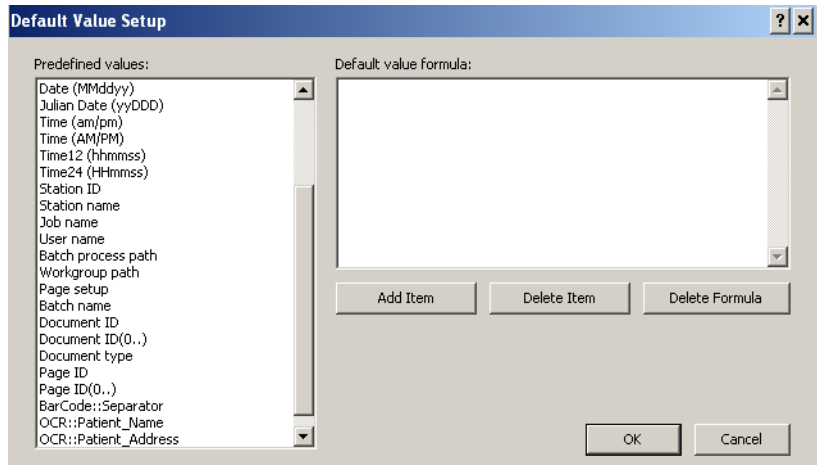 Default Value Setup
Predefined values:
Date (MMddyy)
Julian Date (yyDDD)
Time (am/pm)
Time (AM/PM)
Time12 (hhmmss)
Time24 (HHmmss)
Station ID
Station name
Job name
User name
Batch process path
Workgroup path
Page setup
Batch name
Document ID
Document ID(0..)
Document type
Page ID
Page ID(0..)
BarCode::Separator
OCR::Patient_Name
OCR::Patient_Address
Default value formula:
Add Item Delete Item Delete Formula
OK Cancel